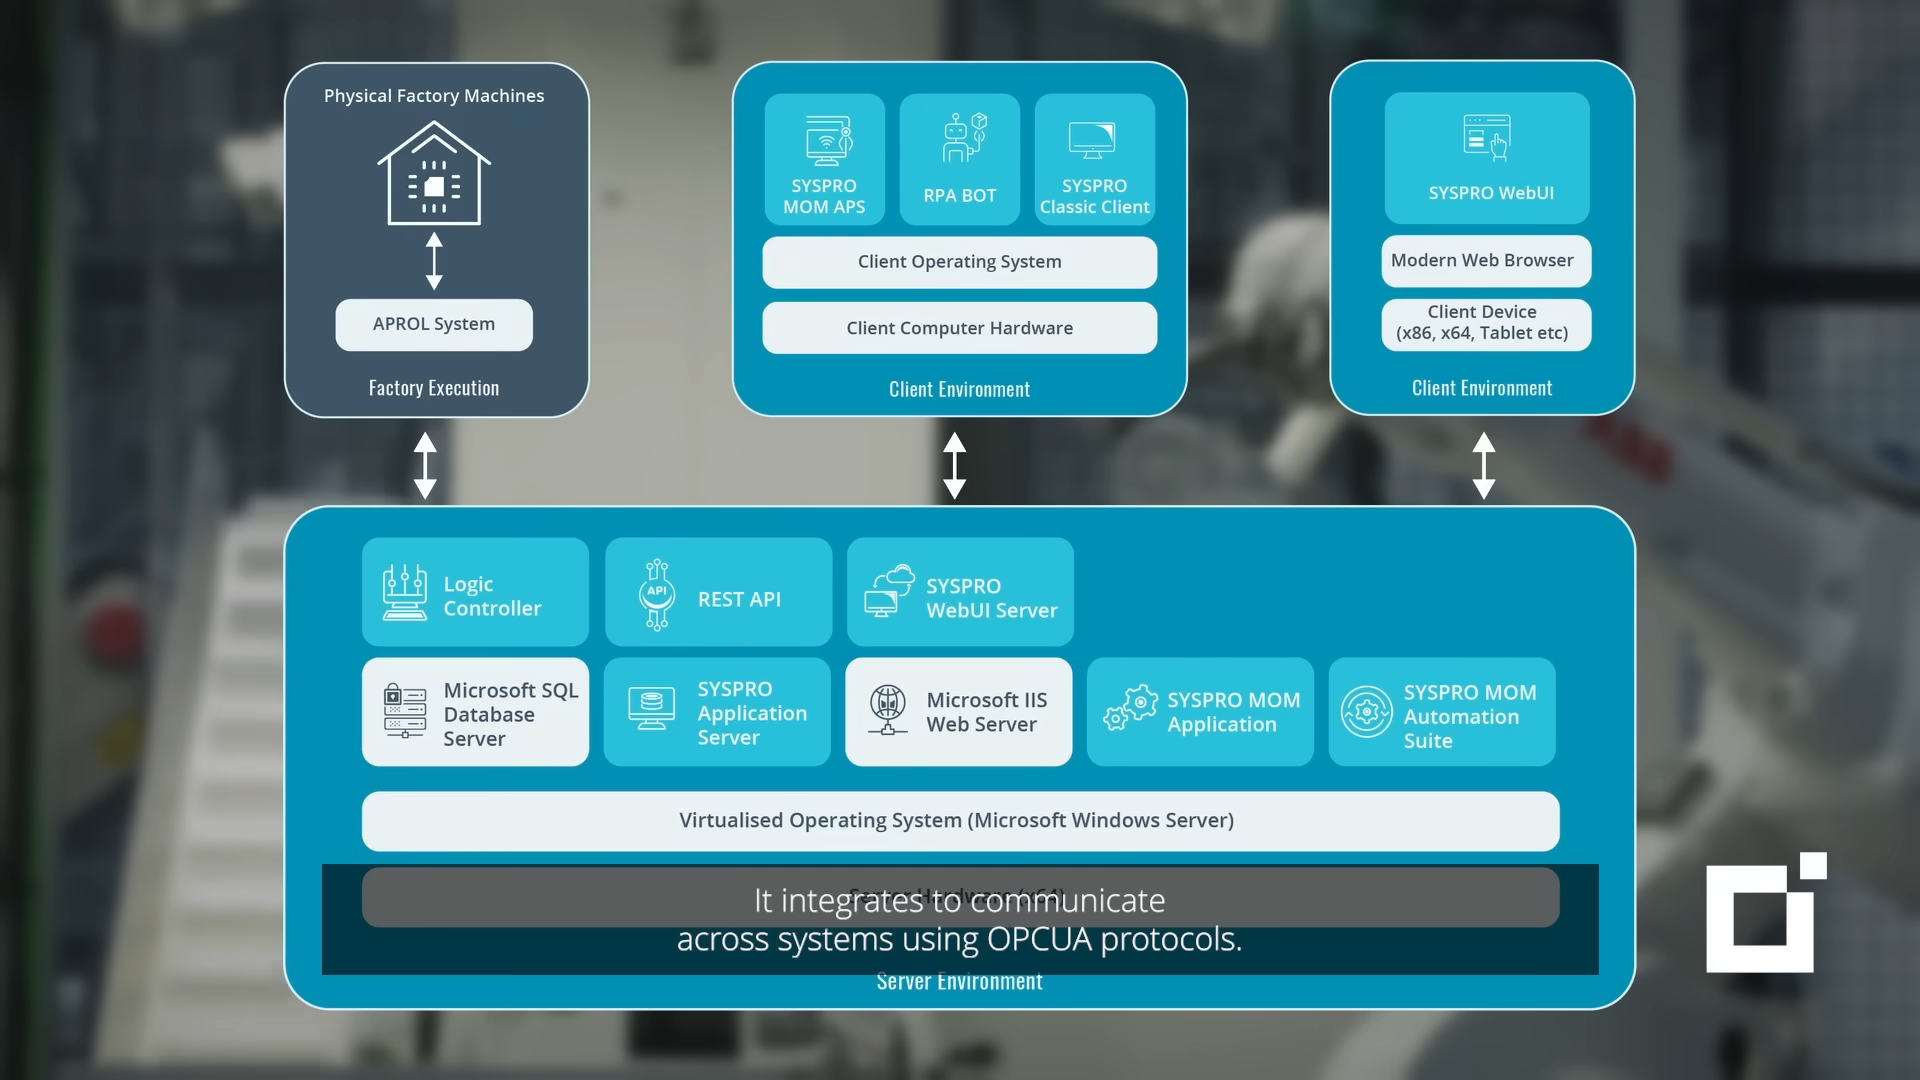 Physical Factory Machines
APROL System
Factory Execution
SYSPRO
MOM APS
RPA BOT
SYSPRO
Classic Client
Client Operating System
Client Computer Hardware
Client Environment
SYSPRO WebUI
Modern Web Browser
Client Device
(x86, x64, Tablet etc)
Client Environment
Logic
Controller
API
REST API
SYSPRO
WebUI Server
Microsoft SQL
Database
Server
SYSPRO
Application
Server
Microsoft IIS
Web Server
SYSPRO MOM
Application
SYSPRO MOM
Automation
Suite
Virtualised Operating System (Microsoft Windows Server)
Server Hardware (x64)
It integrates to communicate
across systems using OPCUA protocols.
Server Environment